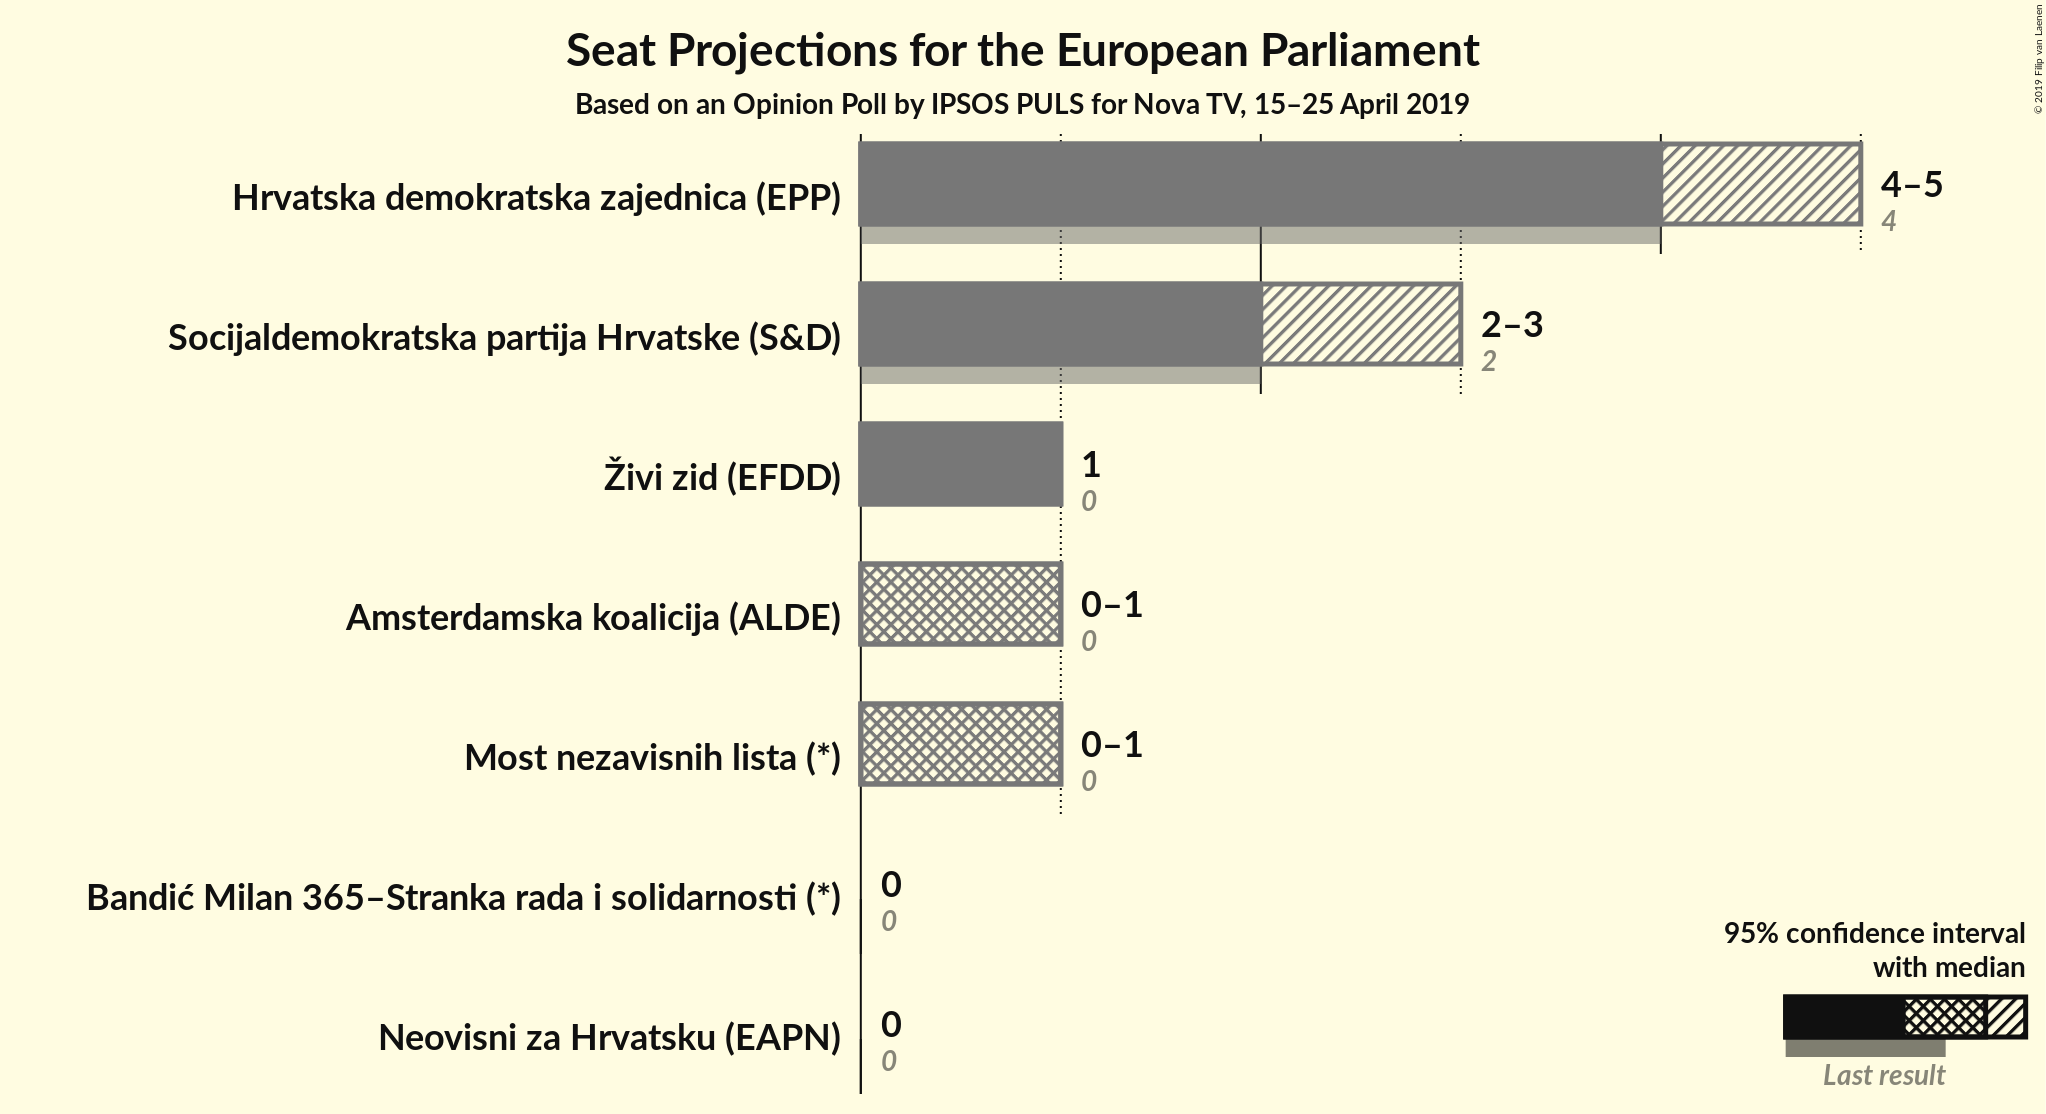 Seat Projections for the European Parliament
Based on an Opinion Poll by IPSOS PULS for Nova TV, 15–25 April 2019
© 2019 Filip van Laenen
Hrvatska demokratska zajednica (EPP)
4–5
4
Socijaldemokratska partija Hrvatske (S&D)
2–3
2
Živi zid (EFDD)
1
0
Amsterdamska koalicija (ALDE)
0–1
0
Most nezavisnih lista (*)
0–1
0
Bandić Milan 365–Stranka rada i solidarnosti (*)
0
0
Neovisni za Hrvatsku (EAPN)
0
0
95% confidence interval
with median
Last result